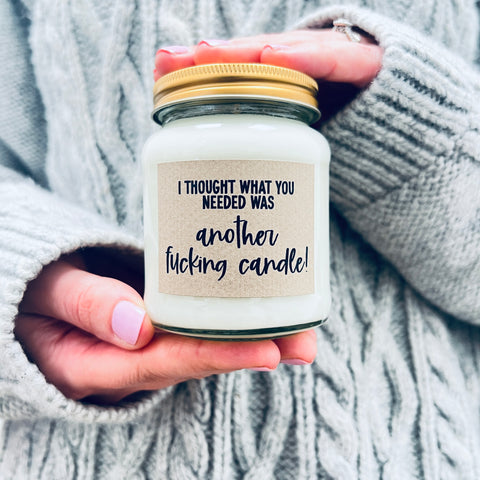 I THOUGHT WHAT YOU
NEEDED WAS
another
fucking candle!